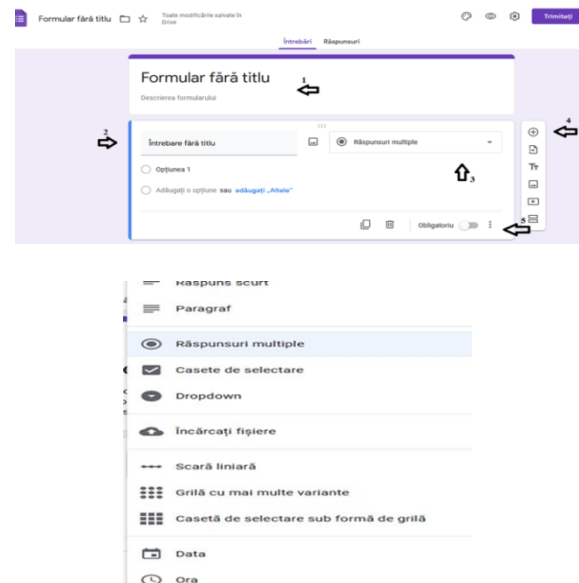 Formular fără titlu
Toate modificările salvate în Drive
Trimiteți
Întrebări Răspunsuri
Formular fără titlu
1
Descrierea formularului
2
4
Întrebare fără titlu
Răspunsuri multiple
3
Opțiunea 1
Adăugați o opțiune sau adăugați „Altele”
Tт
5
Obligatoriu
Răspuns scurt
Paragraf
Răspunsuri multiple
Casete de selectare
Dropdown
Încărcați fișiere
Scară liniară
Grilă cu mai multe variante
Casetă de selectare sub formă de grilă
Data
Ora